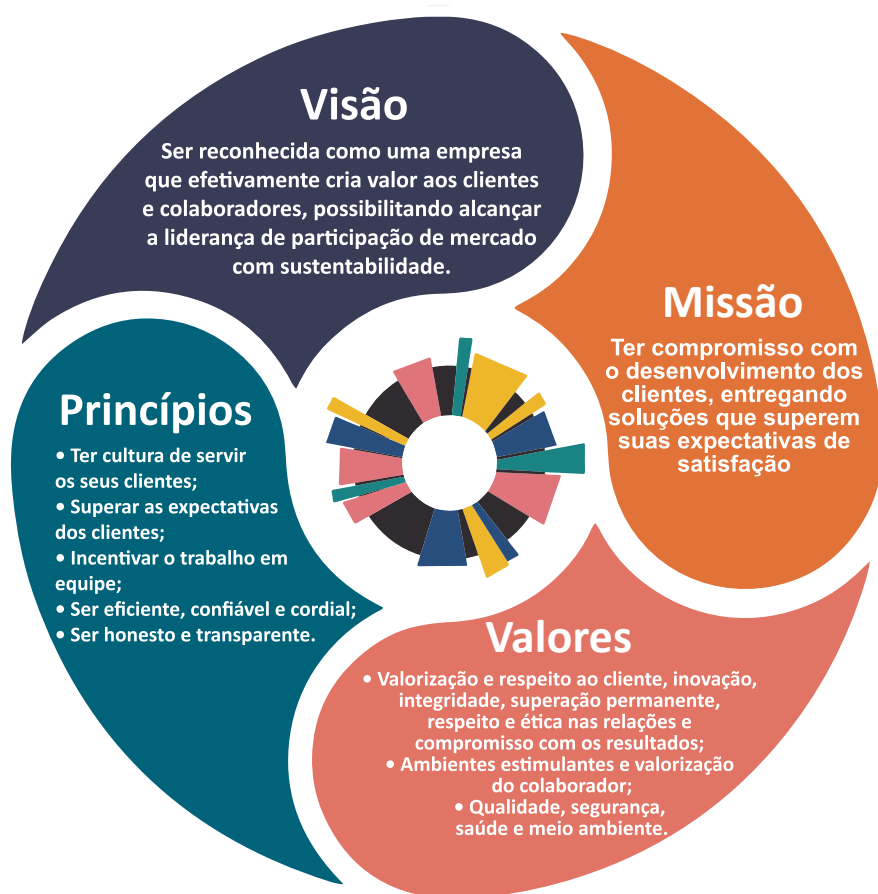 Visão
Ser reconhecida como uma empresa
que efetivamente cria valor aos clientes
e colaboradores, possibilitando alcançar
a liderança de participação de mercado
com sustentabilidade.
Missão
Ter compromisso com
o desenvolvimento dos
clientes, entregando
soluções que superem
suas expectativas de
satisfação
Princípios
• Ter cultura de servir
os seus clientes;
• Superar as expectativas
dos clientes;
• Incentivar o trabalho em
equipe;
• Ser eficiente, confiável e cordial;
• Ser honesto e transparente.
Valores
• Valorização e respeito ao cliente, inovação,
integridade, superação permanente,
respeito e ética nas relações e
compromisso com os resultados;
• Ambientes estimulantes e valorização
do colaborador;
• Qualidade, segurança,
saúde e meio ambiente.